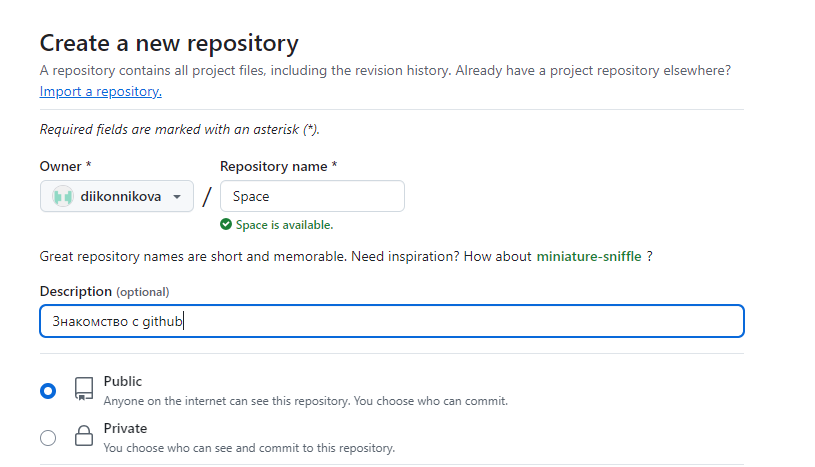 Create a new repository
A repository contains all project files, including the revision history. Already have a project repository elsewhere?
Import a repository.
Required fields are marked with an asterisk (*).
Owner * Repository name *
diikonnikova / Space
Space is available.
Great repository names are short and memorable. Need inspiration? How about miniature-sniffle ?
Description (optional)
Знакомство с github
Public
Anyone on the internet can see this repository. You choose who can commit.
Private
You choose who can see and commit to this repository.